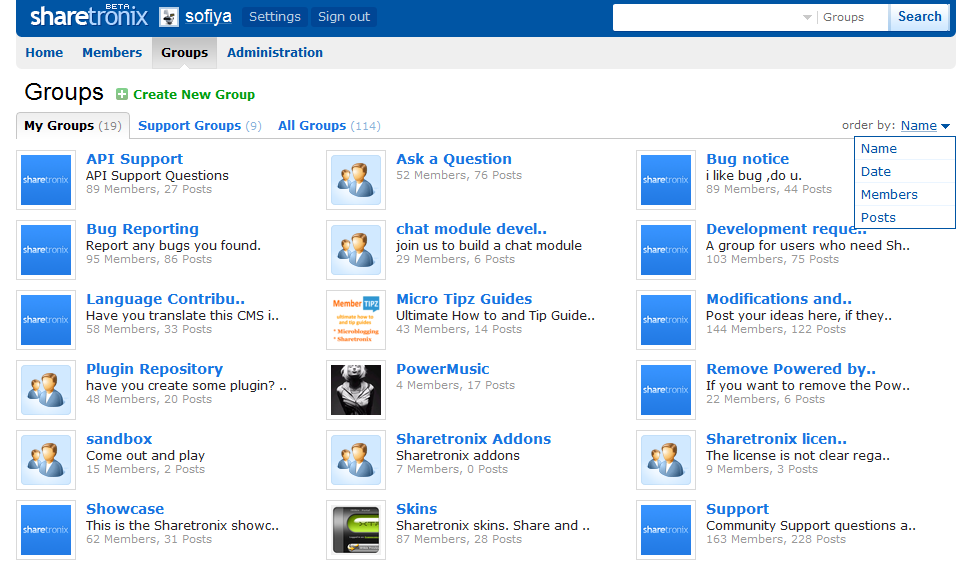 sharetronix BETA sofiya Settings Sign out Groups Search
Home Members Groups Administration
Groups Create New Group
My Groups (19) Support Groups (9) All Groups (114) order by: Name
Name
Date
Members
Posts
sharetronix
API Support
API Support Questions
89 Members, 27 Posts
Ask a Question
52 Members, 76 Posts
sharetronix
Bug notice
i like bug ,do u.
89 Members, 44 Posts
sharetronix
Bug Reporting
Report any bugs you found.
95 Members, 86 Posts
chat module devel..
join us to build a chat module
29 Members, 6 Posts
sharetronix
Development reque..
A group for users who need Sh..
103 Members, 75 Posts
sharetronix
Language Contribu..
Have you translate this CMS i..
58 Members, 33 Posts
Member TIPZ
ultimate how to
and tip guides
* Microblogging
* Sharetronix
Micro Tipz Guides
Ultimate How to and Tip Guide..
43 Members, 14 Posts
sharetronix
Modifications and..
Post your ideas here, if they..
144 Members, 122 Posts
Plugin Repository
have you create some plugin? ..
48 Members, 20 Posts
PowerMusic
4 Members, 17 Posts
sharetronix
Remove Powered by..
If you want to remove the Pow..
22 Members, 6 Posts
sandbox
Come out and play
15 Members, 2 Posts
Sharetronix Addons
Sharetronix addons
7 Members, 0 Posts
Sharetronix licen..
The license is not clear rega..
9 Members, 3 Posts
sharetronix
Showcase
This is the Sharetronix showc..
62 Members, 31 Posts
Skins
Sharetronix skins. Share and ..
87 Members, 28 Posts
sharetronix
Support
Community Support questions a..
163 Members, 228 Posts